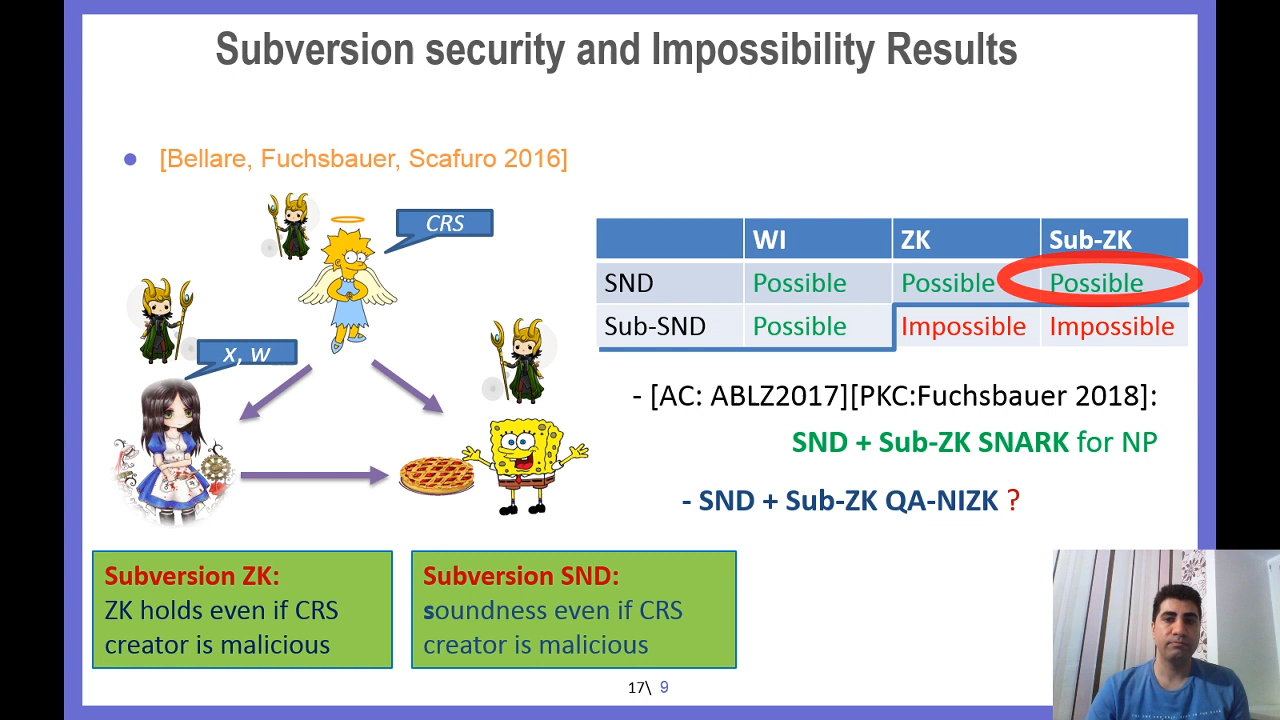 Subversion security and Impossibility Results
● [Bellare, Fuchsbauer, Scafuro 2016]
CRS
x, w
WI ZK Sub-ZK
SND Possible Possible Possible
Sub-SND Possible Impossible Impossible
- [AC: ABLZ2017][PKC:Fuchsbauer 2018]:
SND + Sub-ZK SNARK for NP
- SND + Sub-ZK QA-NIZK ?
Subversion ZK:
ZK holds even if CRS
creator is malicious
Subversion SND:
soundness even if CRS
creator is malicious
17\ 9